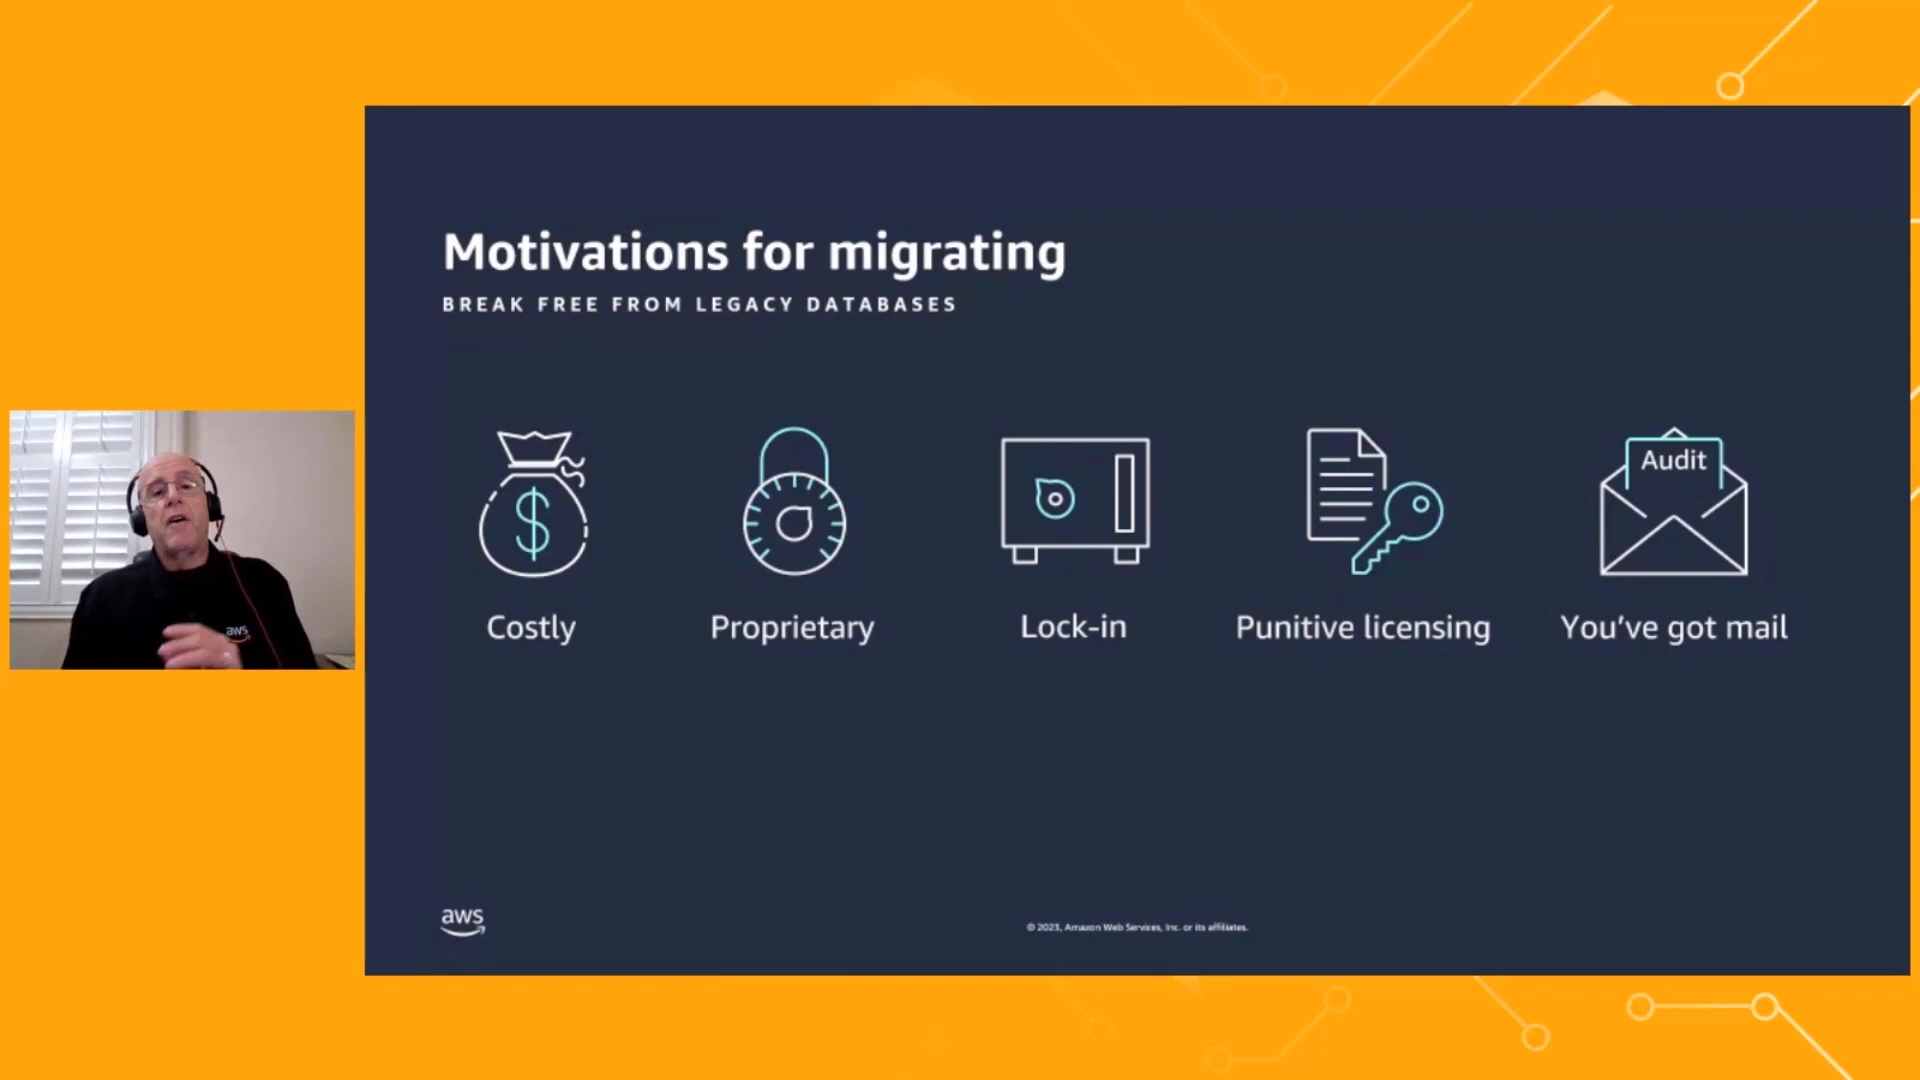 Motivations for migrating
BREAK FREE FROM LEGACY DATABASES
Audit
Costly
Proprietary
Lock-in
Punitive licensing
You've got mail
aws
aws
© 2023, Amazon Web Services, Inc. or its affiliates.